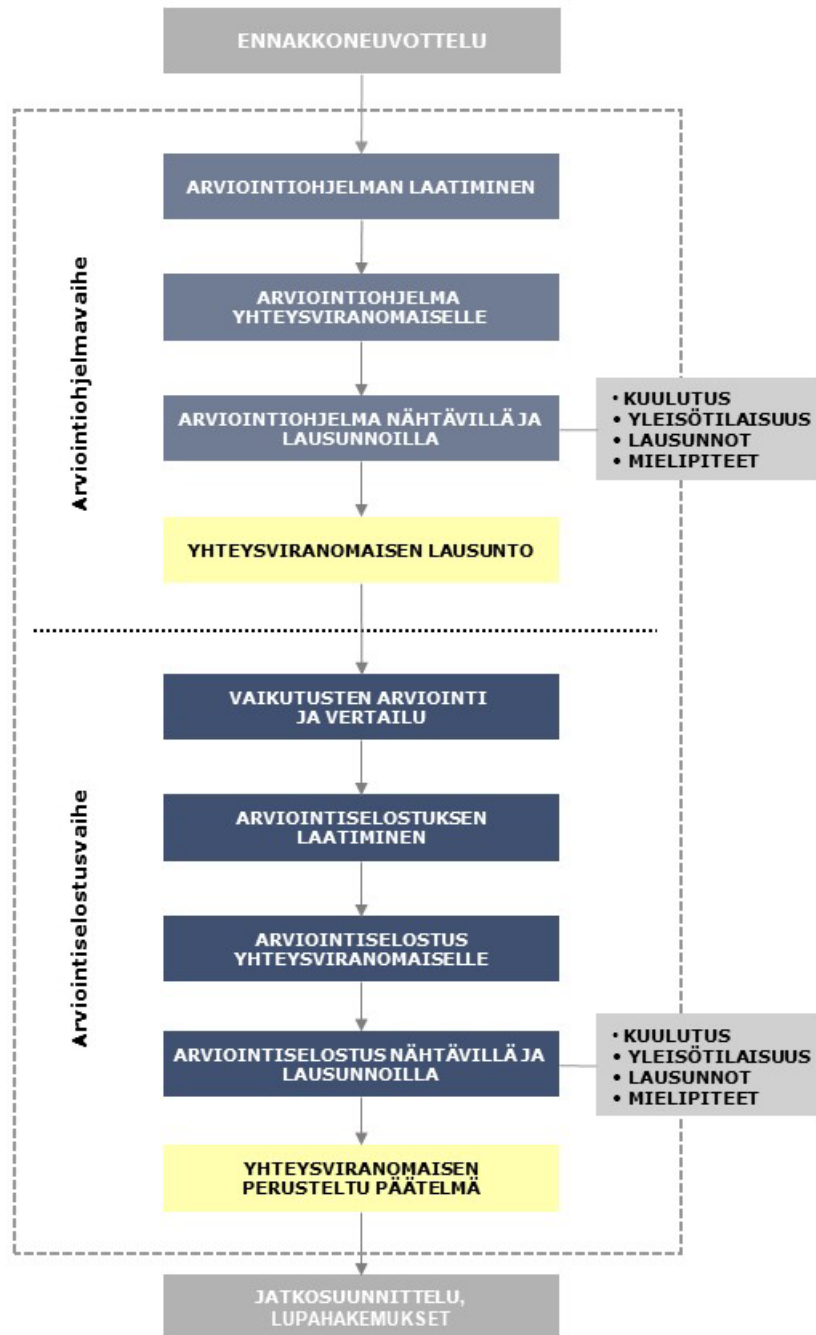 ENNAKKONEUVOTTELU
Arviointiohjelmavaihe
ARVIOINTIOHJELMAN LAATIMINEN
ARVIOINTIOHJELMA
YHTEYSVIRANOMAISELLE
ARVIOINTIOHJELMA NÄHTÄVILLÄ JA
LAUSUNNOILLA
• KUULUTUS
• YLEISÖTILAISUUS
• LAUSUNNOT
• MIELIPITEET
YHTEYSVIRANOMAISEN LAUSUNTO
Arviointiselostusvaihe
VAIKUTUSTEN ARVIOINTI
JA VERTAILU
ARVIOINTISELOSTUKSEN
LAATIMINEN
ARVIOINTISELOSTUS
YHTEYSVIRANOMAISELLE
ARVIOINTISELOSTUS NÄHTÄVILLÄ JA
LAUSUNNOILLA
• KUULUTUS
• YLEISÖTILAISUUS
• LAUSUNNOT
• MIELIPITEET
YHTEYSVIRANOMAISEN
PERUSTELTU PÄÄTELMÄ
JATKOSUUNNITTELU,
LUPAHAKEMUKSET